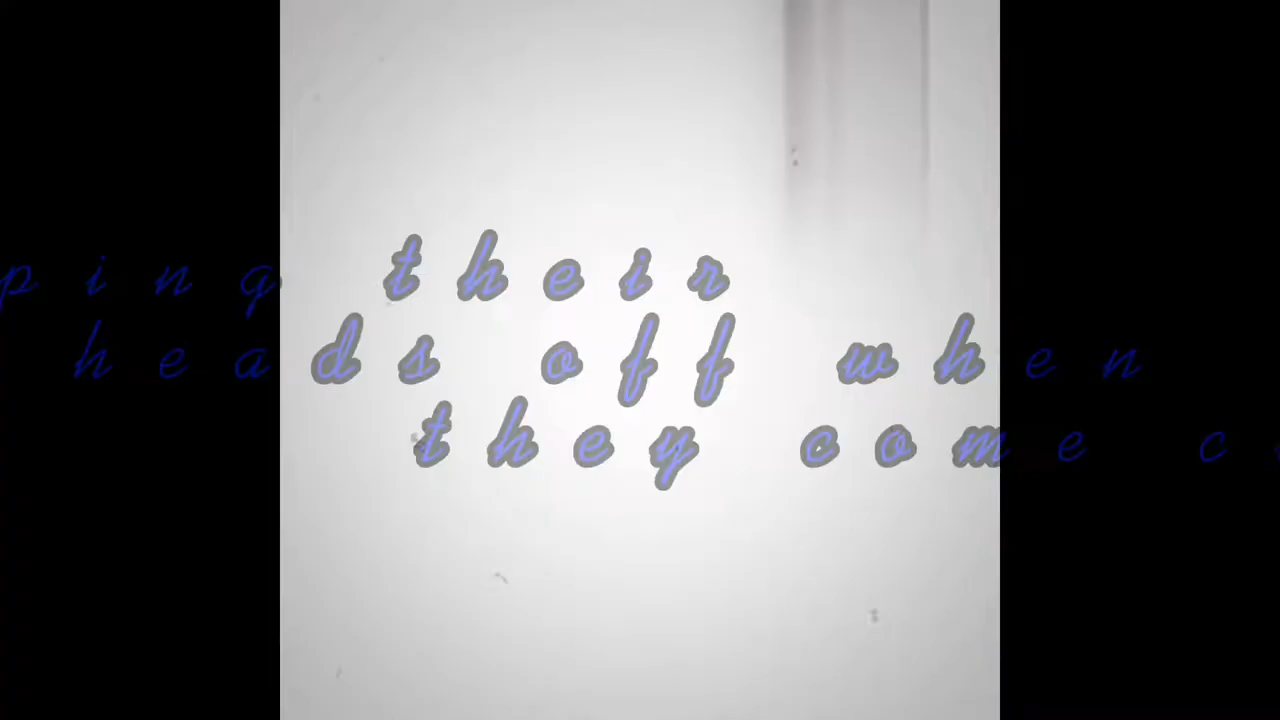 ping their
heads off when
they come c